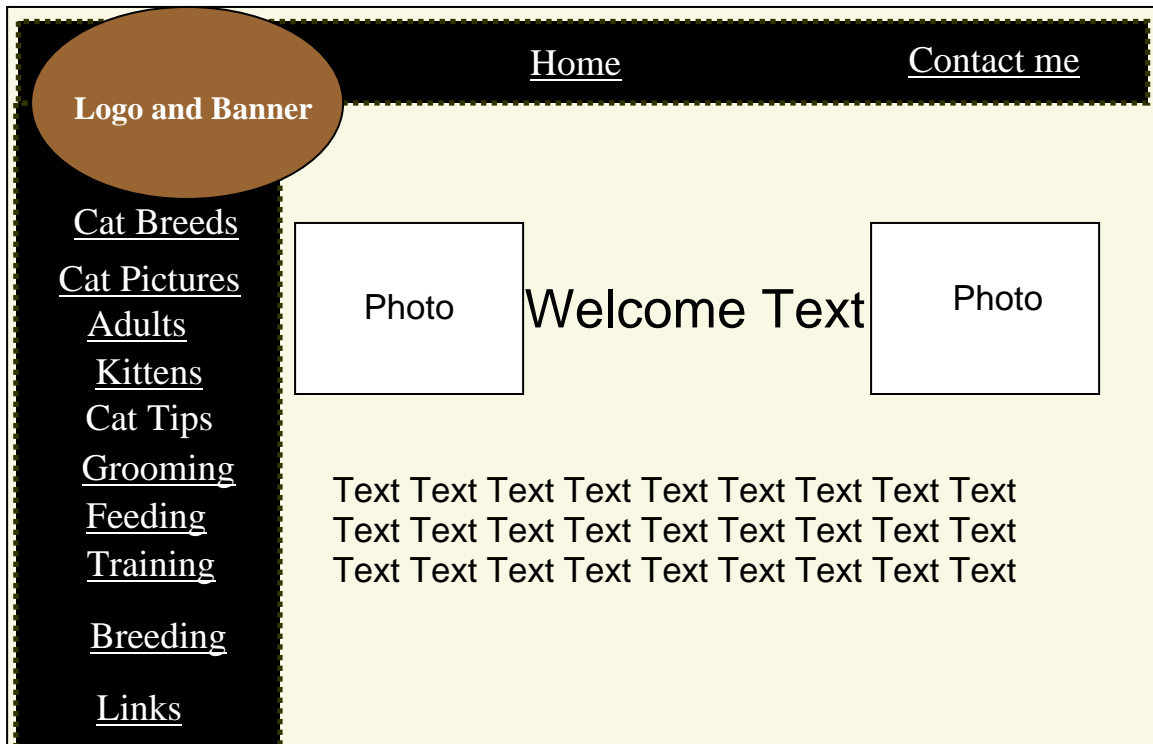 Home
Contact me
Logo and Banner
Cat Breeds
Cat Pictures
Adults
Kittens
Cat Tips
Grooming
Feeding
Training
Breeding
Links
Photo
Welcome Text
Photo
Text Text Text Text Text Text Text Text Text
Text Text Text Text Text Text Text Text Text
Text Text Text Text Text Text Text Text Text